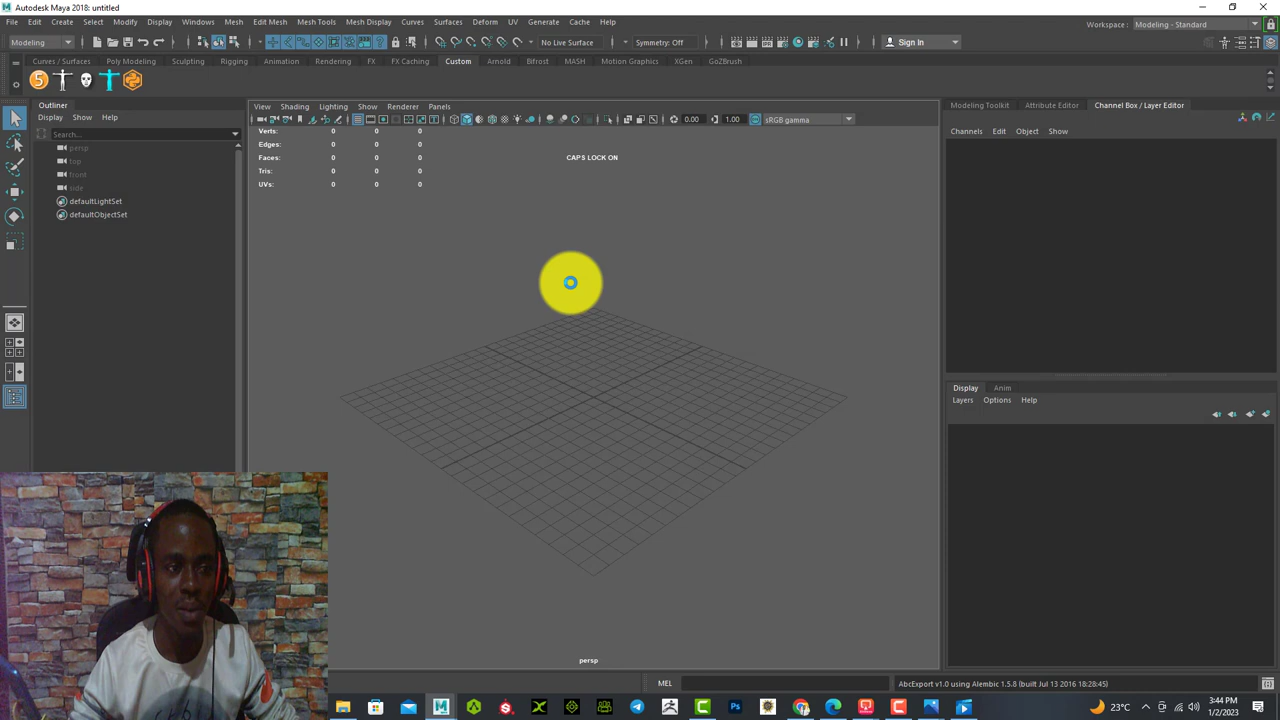 Autodesk Maya 2018: untitled
File Edit Create Select Modify Display Windows Mesh Edit Mesh Mesh Tools Mesh Display Curves Surfaces Deform UV Generate Cache Help
Workspace : Modeling - Standard
Modeling No Live Surface Symmetry: Off Sign In
Curves / Surfaces Poly Modeling Sculpting Rigging Animation Rendering FX FX Caching Custom Arnold Bifrost MASH Motion Graphics XGen GoZBrush
Outliner
Display Show Help
Search...
persp
top
front
side
defaultLightSet
defaultObjectSet
View Shading Lighting Show Renderer Panels
0.00 1.00 sRGB gamma
Verts: 0 0 0
Edges: 0 0 0
Faces: 0 0 0
Tris: 0 0 0
UVs: 0 0 0
CAPS LOCK ON
persp
Modeling Toolkit Attribute Editor Channel Box / Layer Editor
Channels Edit Object Show
Display Anim
Layers Options Help
MEL
AbcExport v1.0 using Alembic 1.5.8 (built Jul 13 2016 18:28:45)
23°C
3:44 PM
1/2/2023